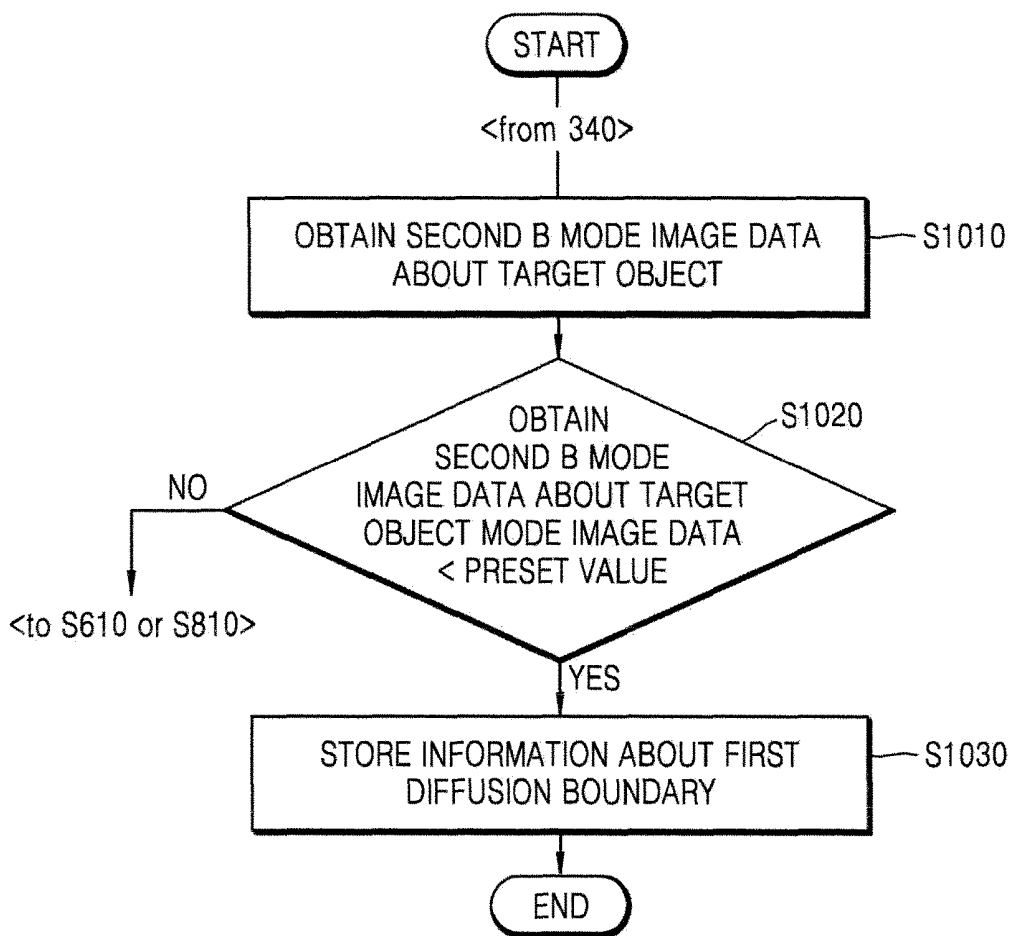 START
<from 340>
OBTAIN SECOND B MODE IMAGE DATA
ABOUT TARGET OBJECT
S1010
OBTAIN
SECOND B MODE
IMAGE DATA ABOUT TARGET
OBJECT MODE IMAGE DATA
< PRESET VALUE
S1020
NO
<to S610 or S810>
YES
STORE INFORMATION ABOUT FIRST
DIFFUSION BOUNDARY
S1030
END